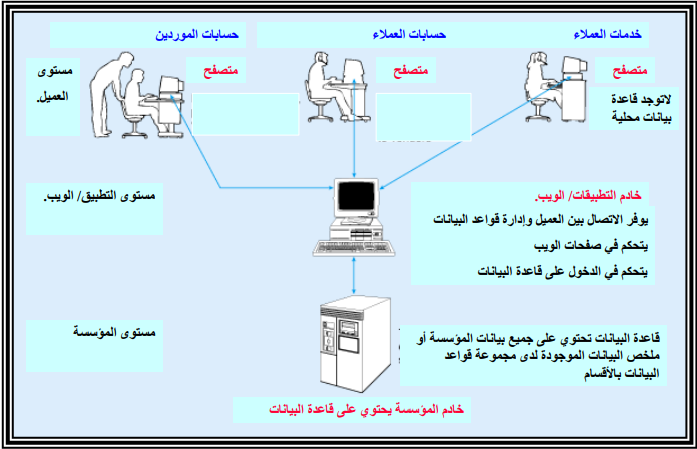 خدمات العملاء
حسابات العملاء
حسابات الموردين
متصفح
متصفح
متصفح
مستوى
العميل.
لاتوجد قاعدة
بيانات محلية
خادم التطبيقات/ الويب.
يوفر الاتصال بين العميل وإدارة قواعد البيانات
يتحكم في صفحات الويب
يتحكم في الدخول على قاعدة البيانات
مستوى التطبيق/ الويب.
قاعدة البيانات تحتوي على جميع بيانات المؤسسة أو
ملخص البيانات الموجودة لدى مجموعة قواعد
البيانات بالأقسام
مستوى المؤسسة
خادم المؤسسة يحتوي على قاعدة البيانات